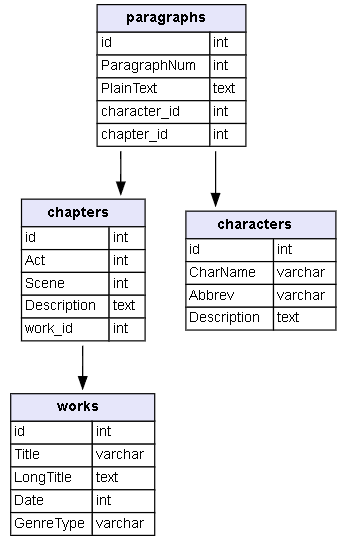 paragraphs
id int
ParagraphNum int
PlainText text
character_id int
chapter_id int
chapters
id int
Act int
Scene int
Description text
work_id int
characters
id int
CharName varchar
Abbrev varchar
Description text
works
id int
Title varchar
LongTitle text
Date int
GenreType varchar